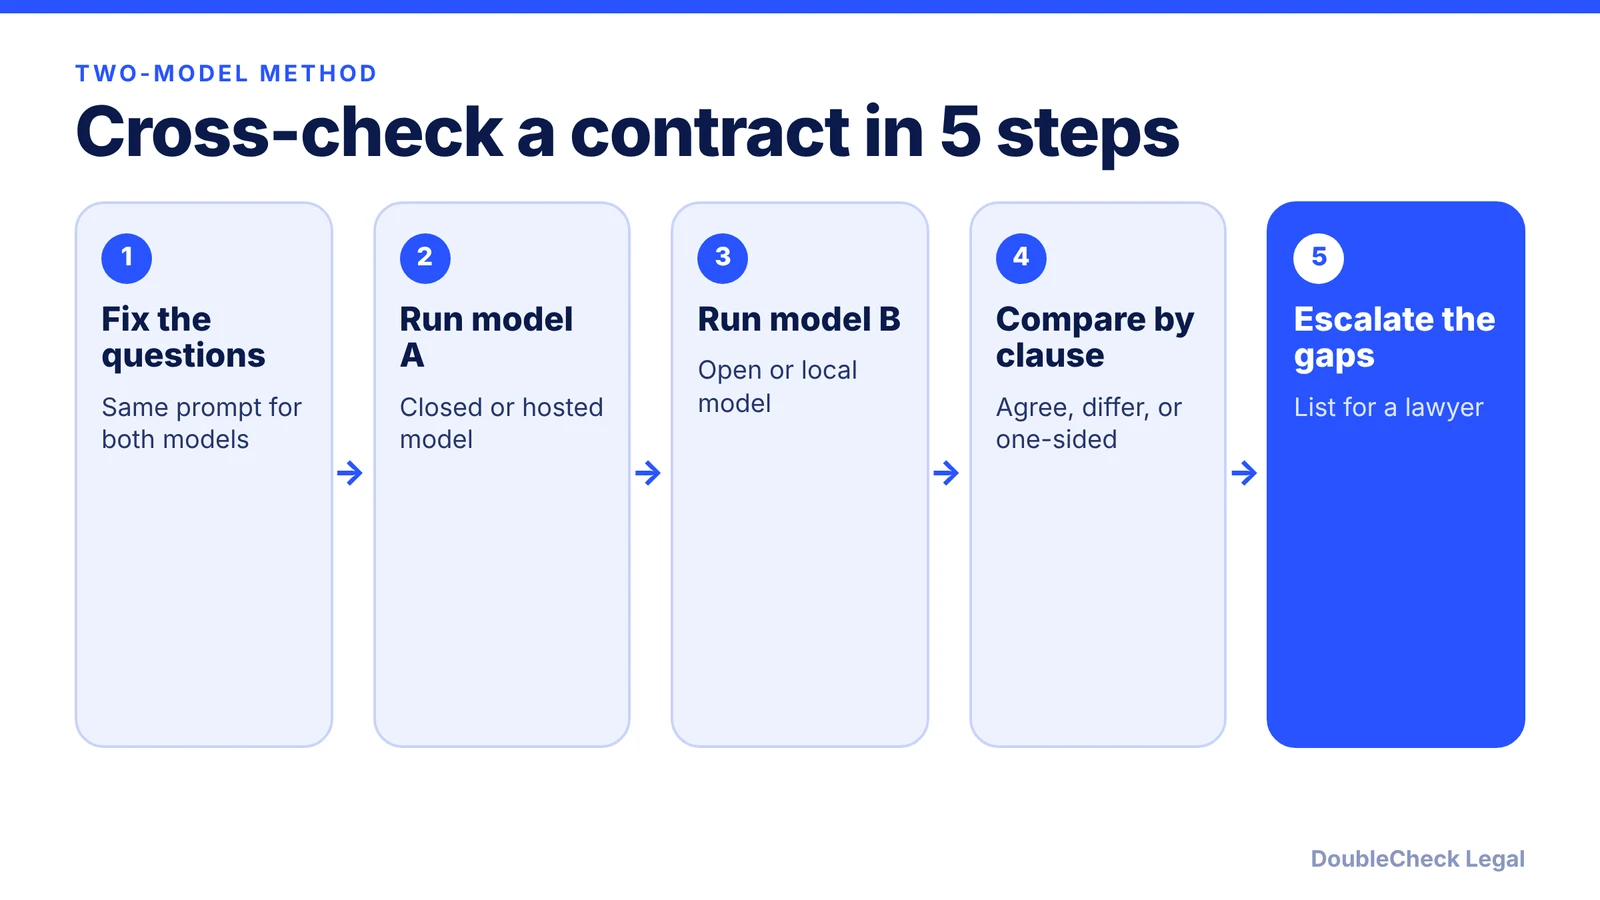 TWO-MODEL METHOD
Cross-check a contract in 5 steps
1
Fix the
questions
Same prompt for
both models
→
2
Run model
A
Closed or hosted
model
→
3
Run model B
Open or local
model
→
4
Compare by
clause
Agree, differ, or
one-sided
→
5
Escalate the
gaps
List for a lawyer
DoubleCheck Legal